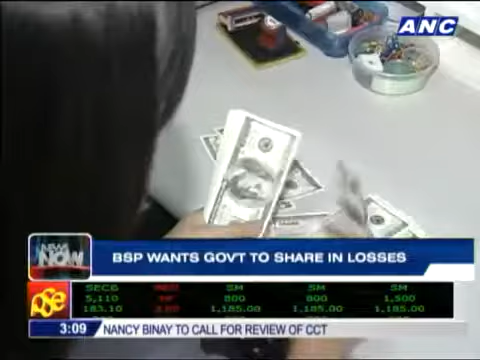 ANC
NEWS
NOW
BSP WANTS GOV'T TO SHARE IN LOSSES
SECB SM SM SM
5,110 800 800 1,500
183.10 1,185.00 1,185.00 1,185.00
PSE
3:09 NANCY BINAY TO CALL FOR REVIEW OF CCT